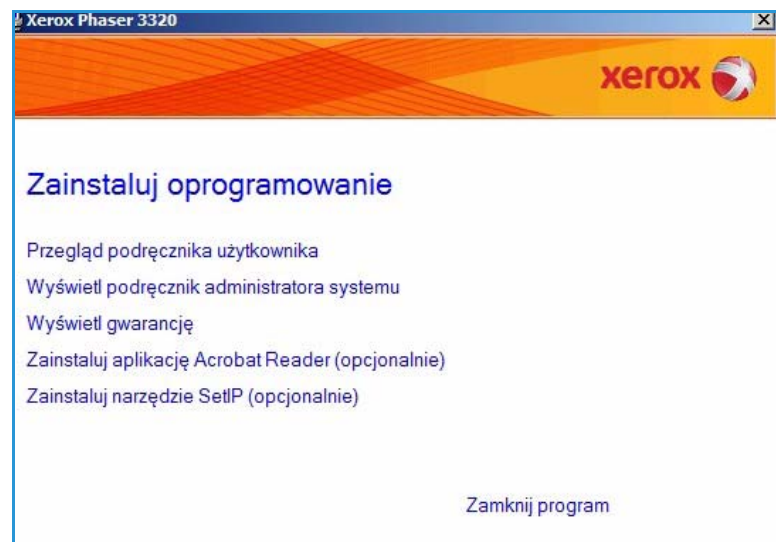 Xerox Phaser 3320
xerox
Zainstaluj oprogramowanie
Przegląd podręcznika użytkownika
Wyświetl podręcznik administratora systemu
Wyświetl gwarancję
Zainstaluj aplikację Acrobat Reader (opcjonalnie)
Zainstaluj narzędzie SetIP (opcjonalnie)
Zamknij program